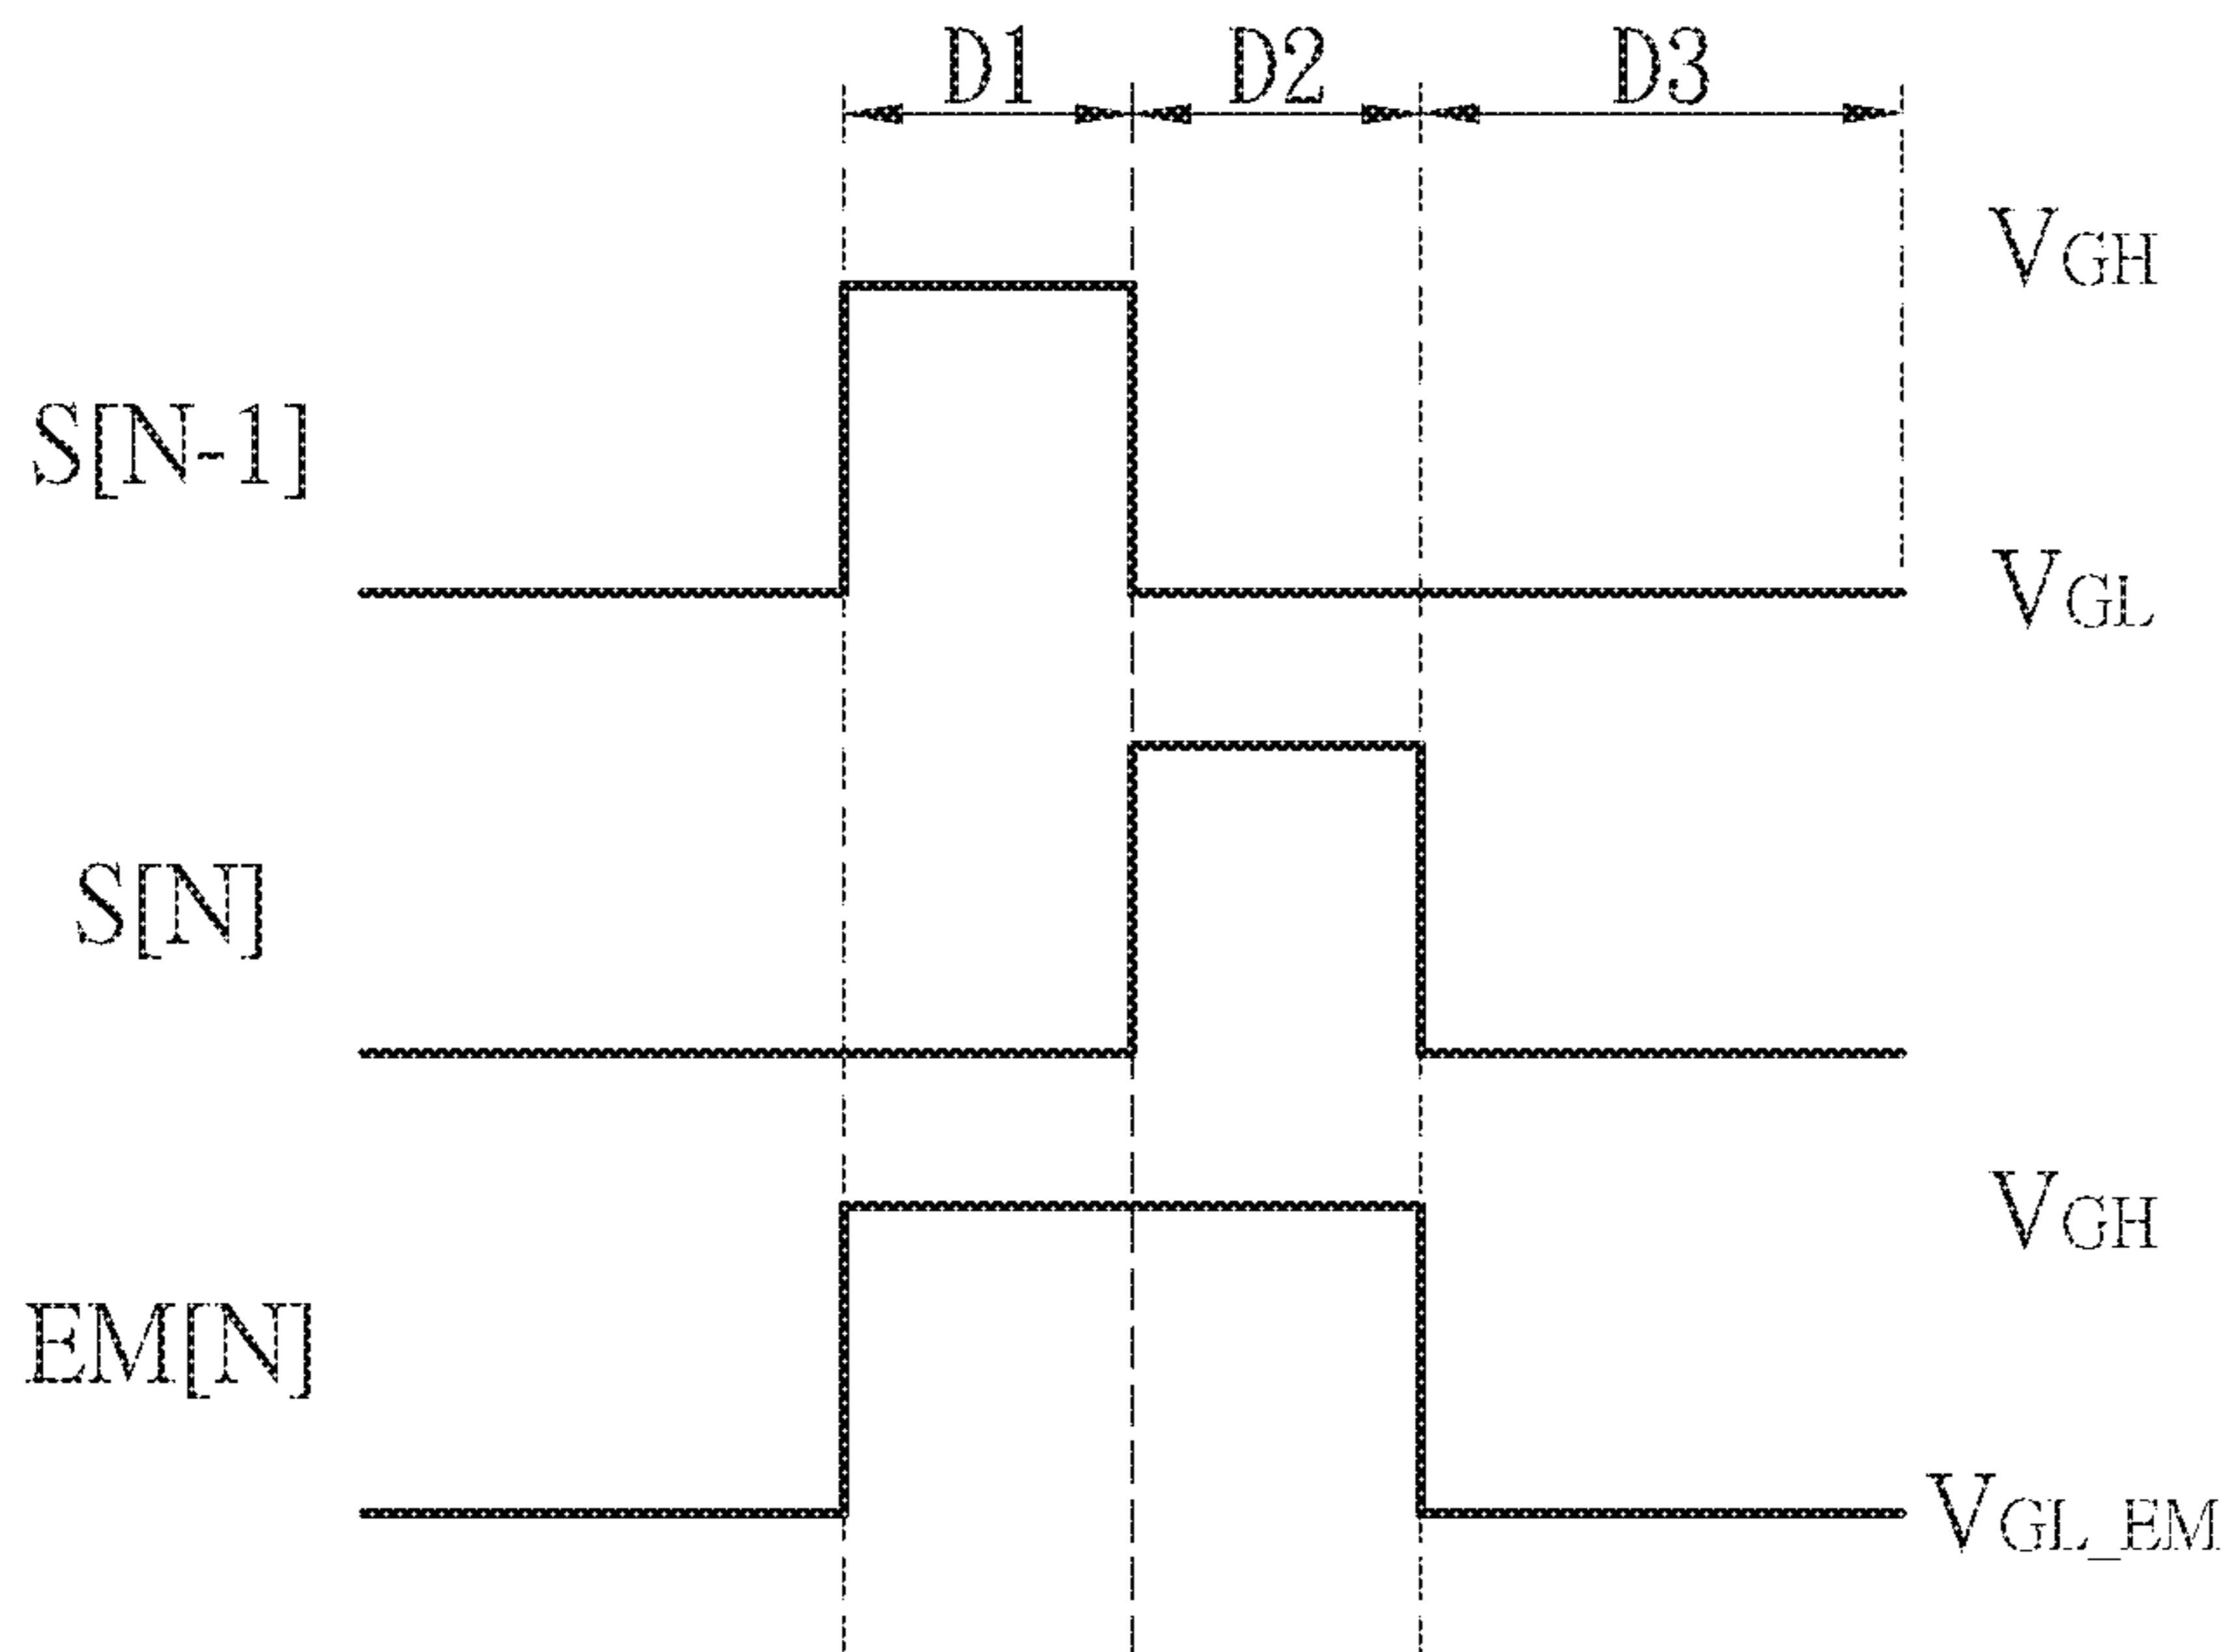 D1 D2 D3
VGH
S[N-1]
VGL
S[N]
VGH
EM[N]
VGL_EM